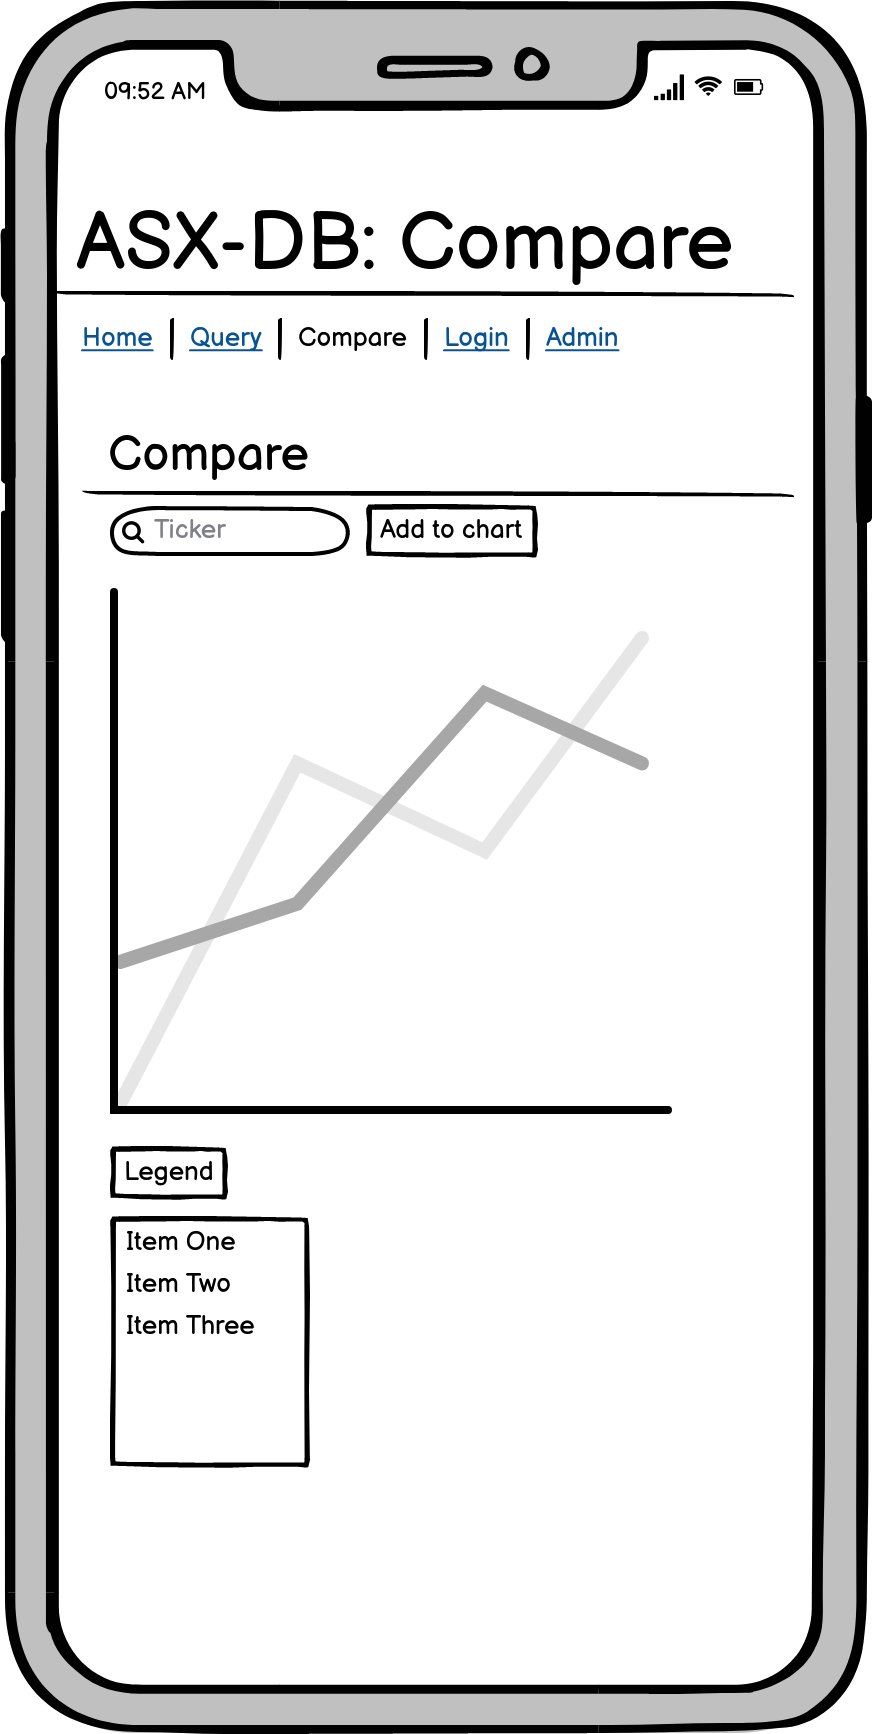 09:52 AM
ASX-DB: Compare
Home Query Compare Login Admin
Compare
Ticker Add to chart
Legend
Item One
Item Two
Item Three